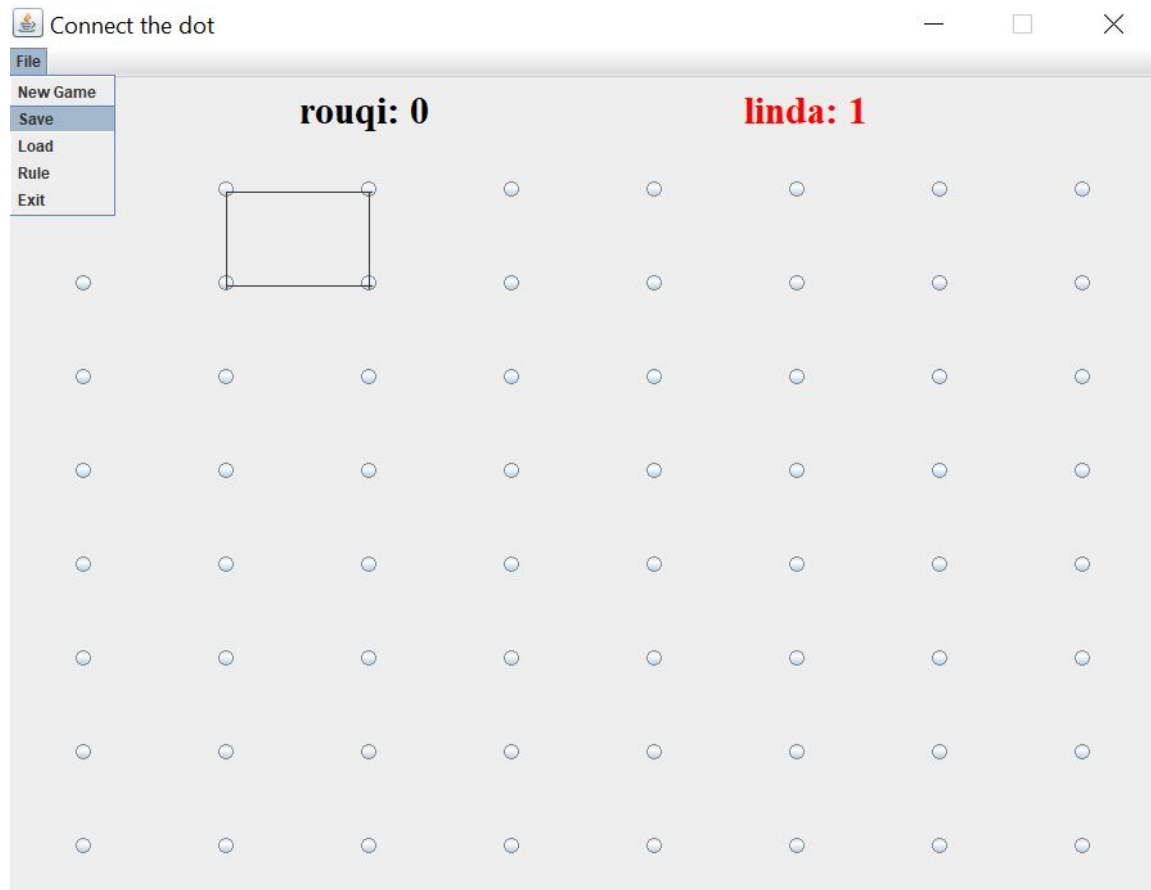 Connect the dot
File
New Game
Save
Load
Rule
Exit
rouqi: 0
linda: 1